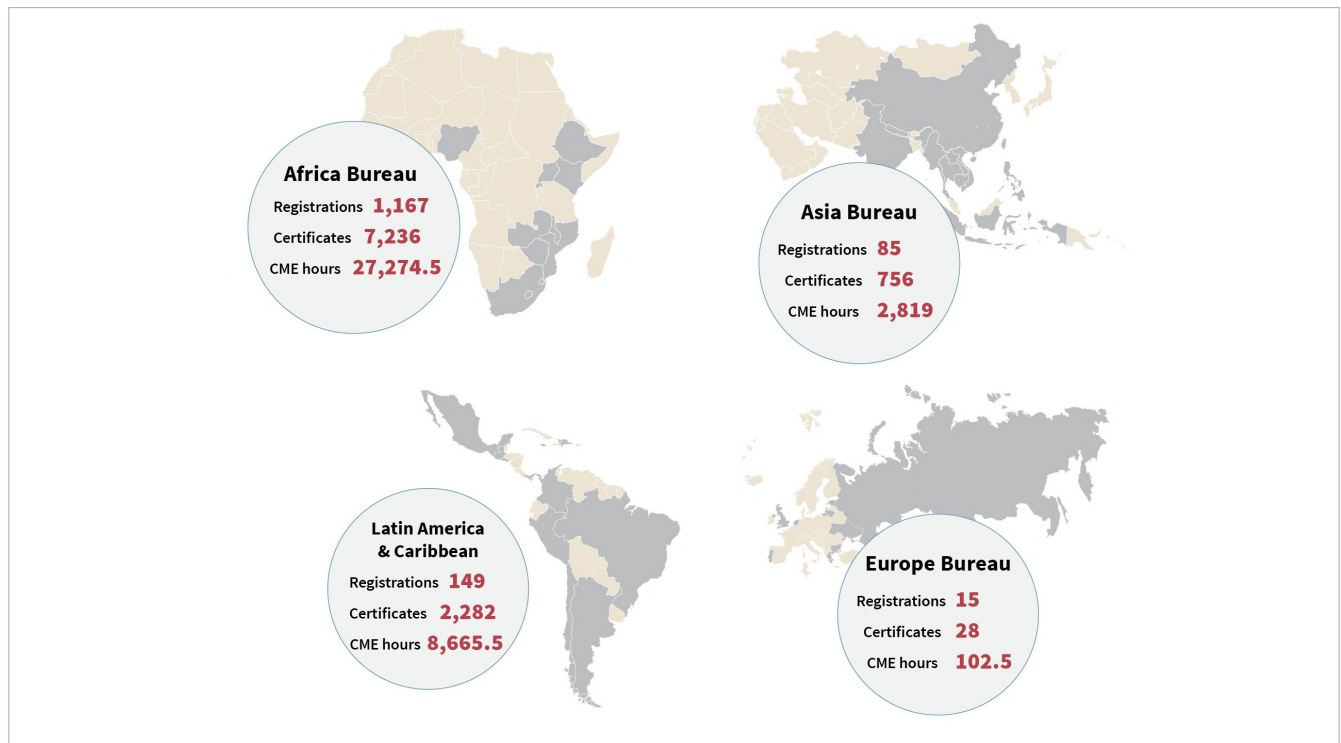 Africa Bureau
Registrations 1,167
Certificates 7,236
CME hours 27,274.5
Asia Bureau
Registrations 85
Certificates 756
CME hours 2,819
Latin America
& Caribbean
Registrations 149
Certificates 2,282
CME hours 8,665.5
Europe Bureau
Registrations 15
Certificates 28
CME hours 102.5